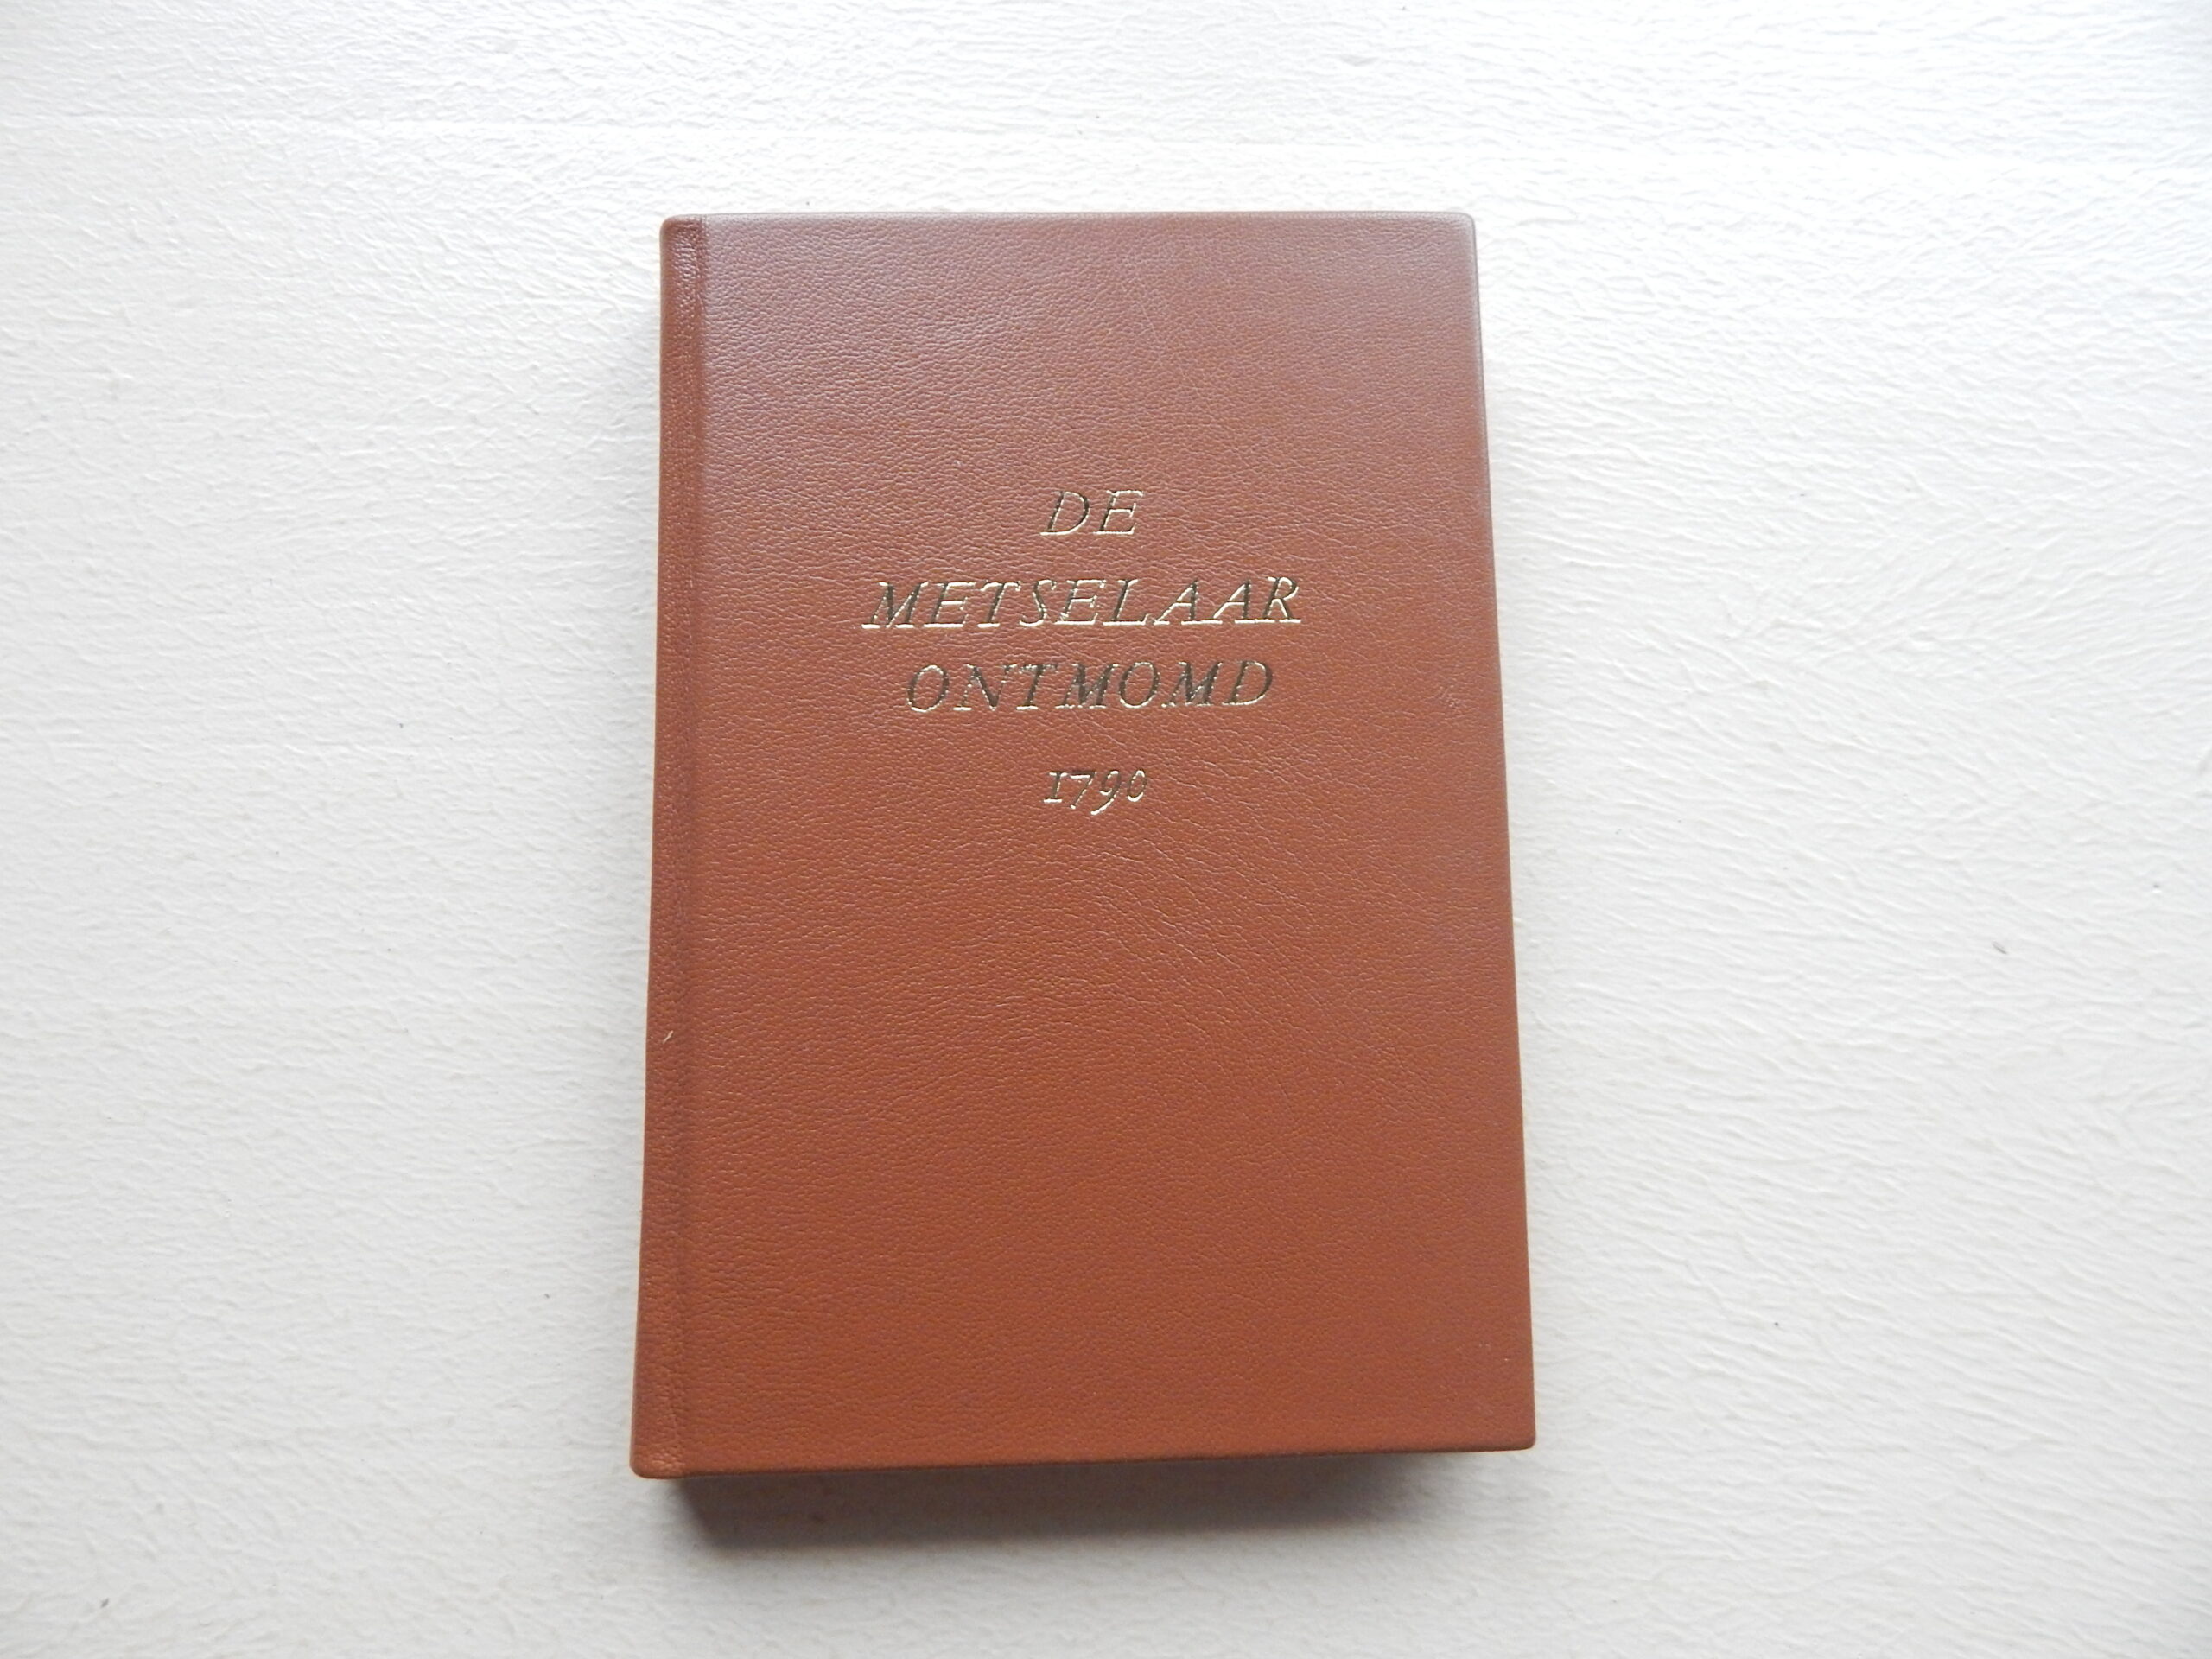 DE
METSELAAR
ONTMOMD
1790